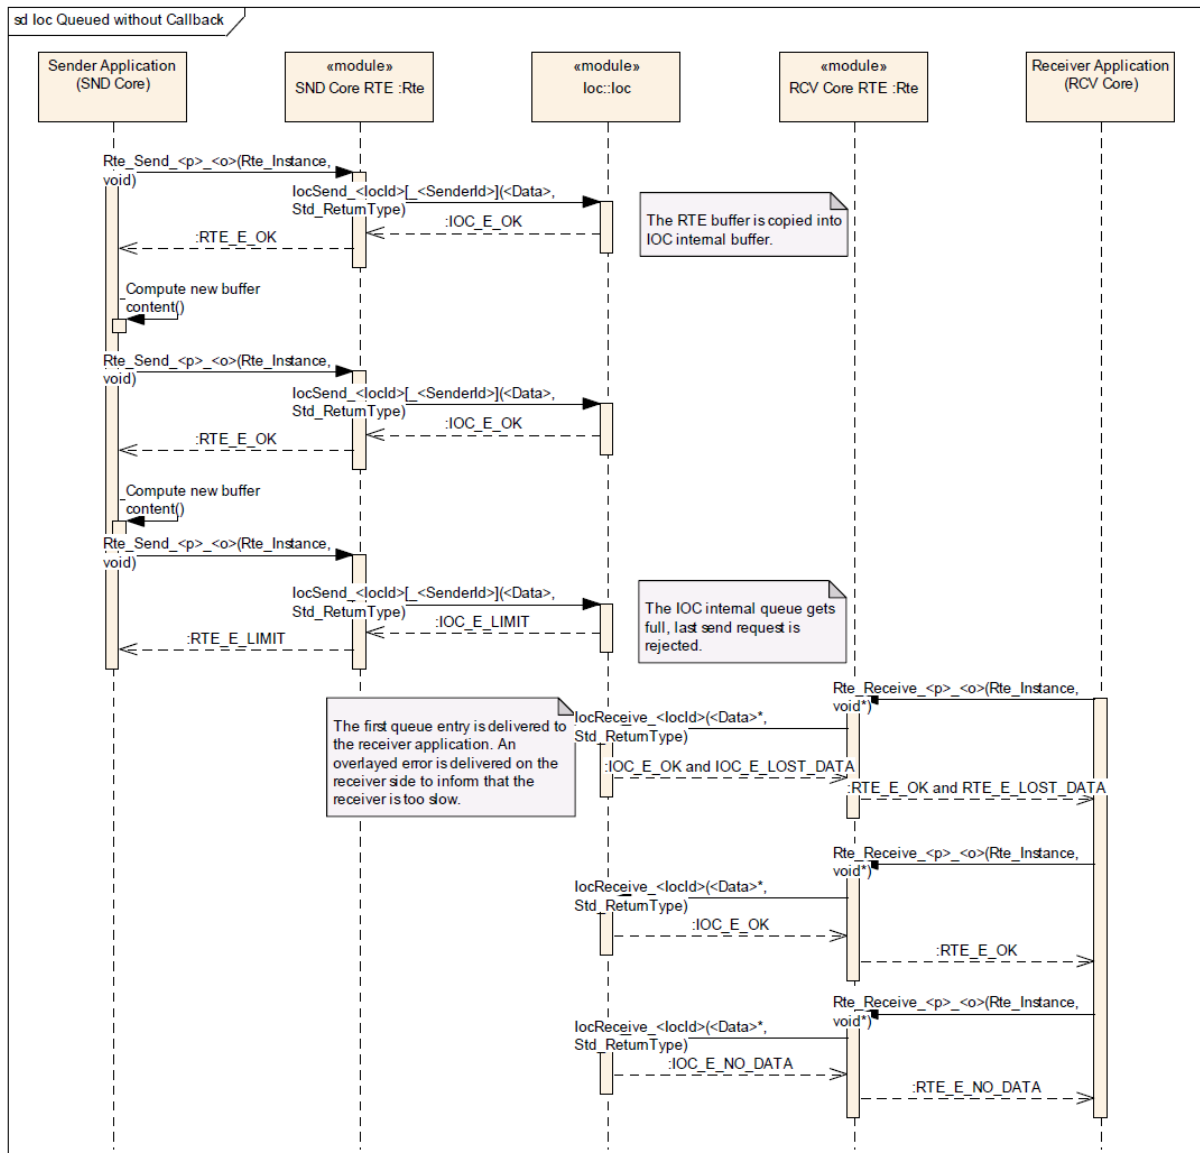 sd Ioc Queued without Callback
Sender Application
(SND Core)
«module»
SND Core RTE :Rte
«module»
Ioc::Ioc
«module»
RCV Core RTE :Rte
Receiver Application
(RCV Core)
Rte_Send_<p>_<o>(Rte_Instance,
void)
IocSend_<IocId>[_<SenderId>](<Data>,
Std_ReturnType)
:IOC_E_OK
:RTE_E_OK
The RTE buffer is copied into
IOC internal buffer.
_Compute new buffer
content()
Rte_Send_<p>_<o>(Rte_Instance,
void)
IocSend_<IocId>[_<SenderId>](<Data>,
Std_ReturnType)
:IOC_E_OK
:RTE_E_OK
_Compute new buffer
content()
Rte_Send_<p>_<o>(Rte_Instance,
void)
IocSend_<IocId>[_<SenderId>](<Data>,
Std_ReturnType)
:IOC_E_LIMIT
:RTE_E_LIMIT
The IOC internal queue gets
full, last send request is
rejected.
Rte_Receive_<p>_<o>(Rte_Instance,
void*)
IocReceive_<IocId>(<Data>*,
Std_ReturnType)
The first queue entry is delivered to
the receiver application. An
overlayed error is delivered on the
receiver side to inform that the
receiver is too slow.
:IOC_E_OK and IOC_E_LOST_DATA
:RTE_E_OK and RTE_E_LOST_DATA
Rte_Receive_<p>_<o>(Rte_Instance,
void*)
IocReceive_<IocId>(<Data>*,
Std_ReturnType)
:IOC_E_OK
:RTE_E_OK
Rte_Receive_<p>_<o>(Rte_Instance,
void*)
IocReceive_<IocId>(<Data>*,
Std_ReturnType)
:IOC_E_NO_DATA
:RTE_E_NO_DATA